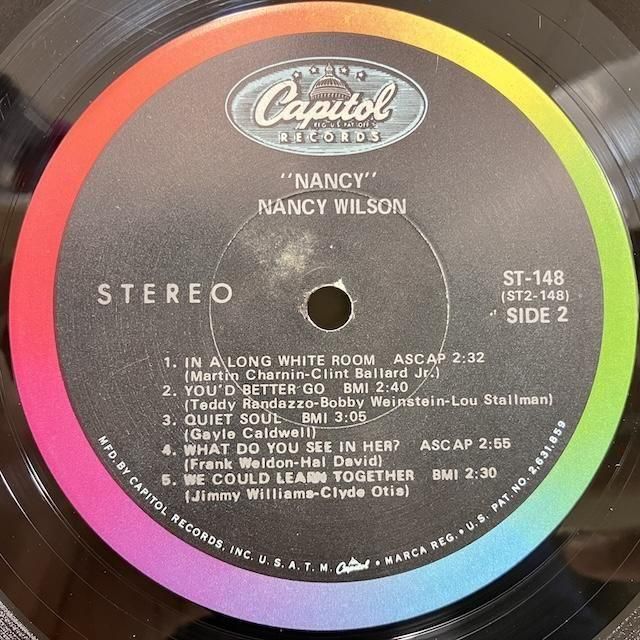 Capitol
REG. U.S. PAT. OFF.
RECORDS
"NANCY"
NANCY WILSON
STEREO
ST-148
(ST2-148)
SIDE 2
1. IN A LONG WHITE ROOM ASCAP 2:32
(Martin Charnin-Clint Ballard Jr.)
2. YOU'D BETTER GO BMI 2:40
(Teddy Randazzo-Bobby Weinstein-Lou Stallman)
3. QUIET SOUL BMI 3:05
(Gayle Caldwell)
4. WHAT DO YOU SEE IN HER? ASCAP 2:55
(Frank Weldon-Hal David)
5. WE COULD LEARN TOGETHER BMI 2:30
(Jimmy Williams-Clyde Otis)
MFD. BY CAPITOL RECORDS, INC. U.S.A. T.M. Capitol • MARCA REG. • U.S. PAT. NO. 2,631,859